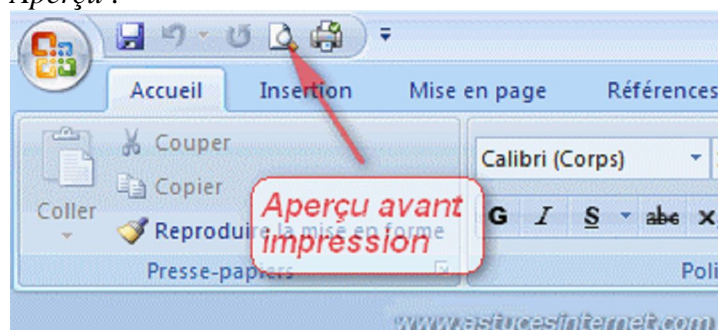 Aperçu .
Accueil Insertion Mise en page Références
Couper
Calibri (Corps)
Copier
Coller
Aperçu avant
impression
G I S abc x
Reproduire la mise en forme
Presse-papiers Poli
www.astucesinternet.com